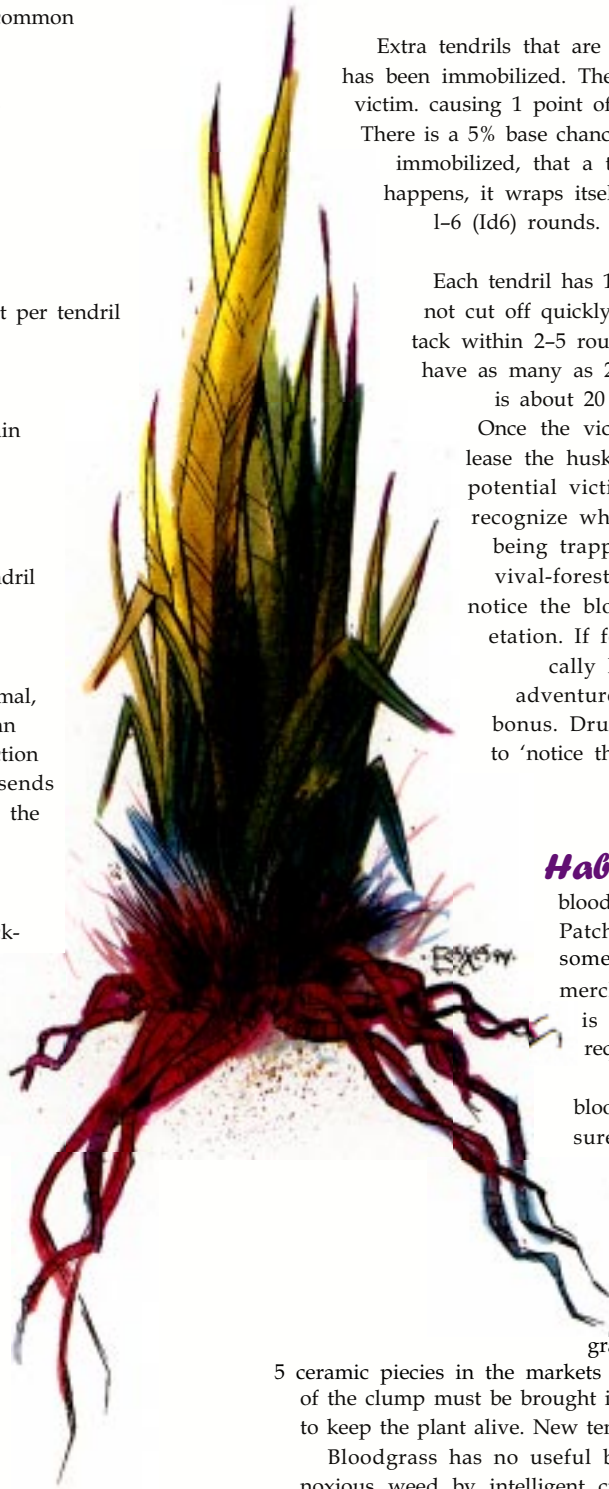 common
t per tendril
in
dril
mal,
an
tion
sends
the
k-
Extra tendrils that are
has been immobilized. The
victim. causing 1 point of
There is a 5% base chanc
immobilized, that a t
happens, it wraps itsel
l–6 (Id6) rounds.
Each tendril has 1
not cut off quickly
tack within 2–5 rou
have as many as 2
is about 20
Once the vic
lease the husk
potential victi
recognize wh
being trapp
vival-forest
notice the blo
etation. If f
cally
adventure
bonus. Dru
to ‘notice th
Hab
blood
Patch
some
merc
is
rec
bloo
sure
gra
5 ceramic piecies in the markets
of the clump must be brought i
to keep the plant alive. New ter
Bloodgrass has no useful b
noxious weed by intelligent c